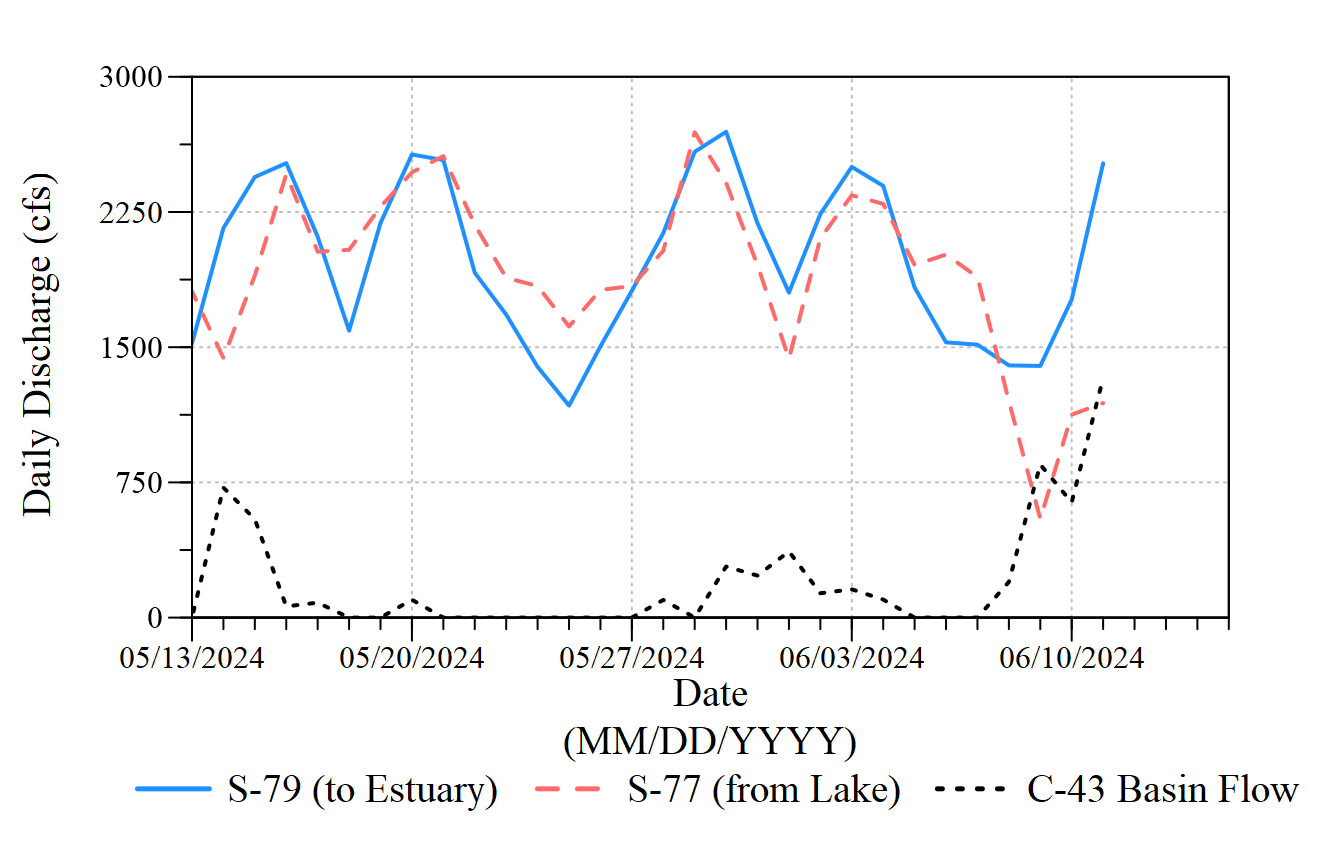 3000
2250
1500
750
0
Daily Discharge (cfs)
05/13/2024 05/20/2024 05/27/2024 06/03/2024 06/10/2024
Date
(MM/DD/YYYY)
S-79 (to Estuary) S-77 (from Lake) C-43 Basin Flow